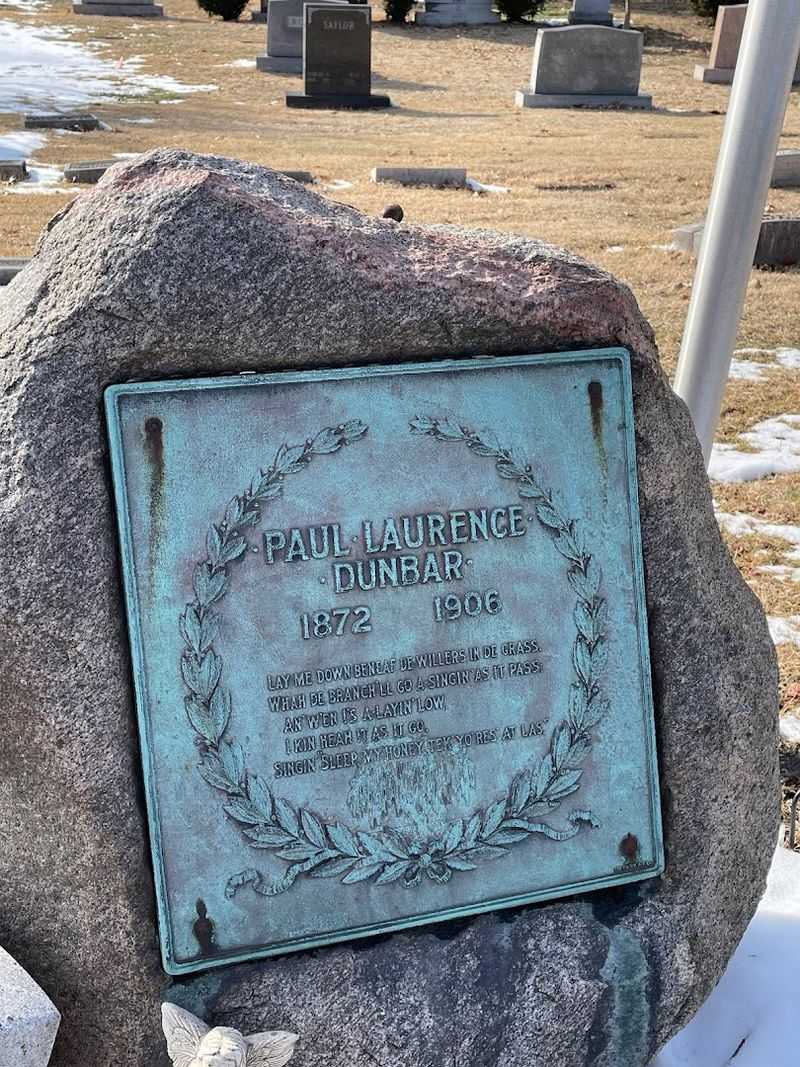 SAYLOR
·PAUL·LAURENCE·
·DUNBAR·
1872 1906
LAY ME DOWN BENEAF DE WILLERS IN DE GRASS,
WHAH DE BRANCH'LL GO A-SINGIN' AS IT PASS;
AN' W'EN I'S A-LAYIN' LOW,
I KIN HEAH IT AS IT GO,
SINGIN' "SLEEP, MY HONEY, TEK YO' RES' AT LAS'."